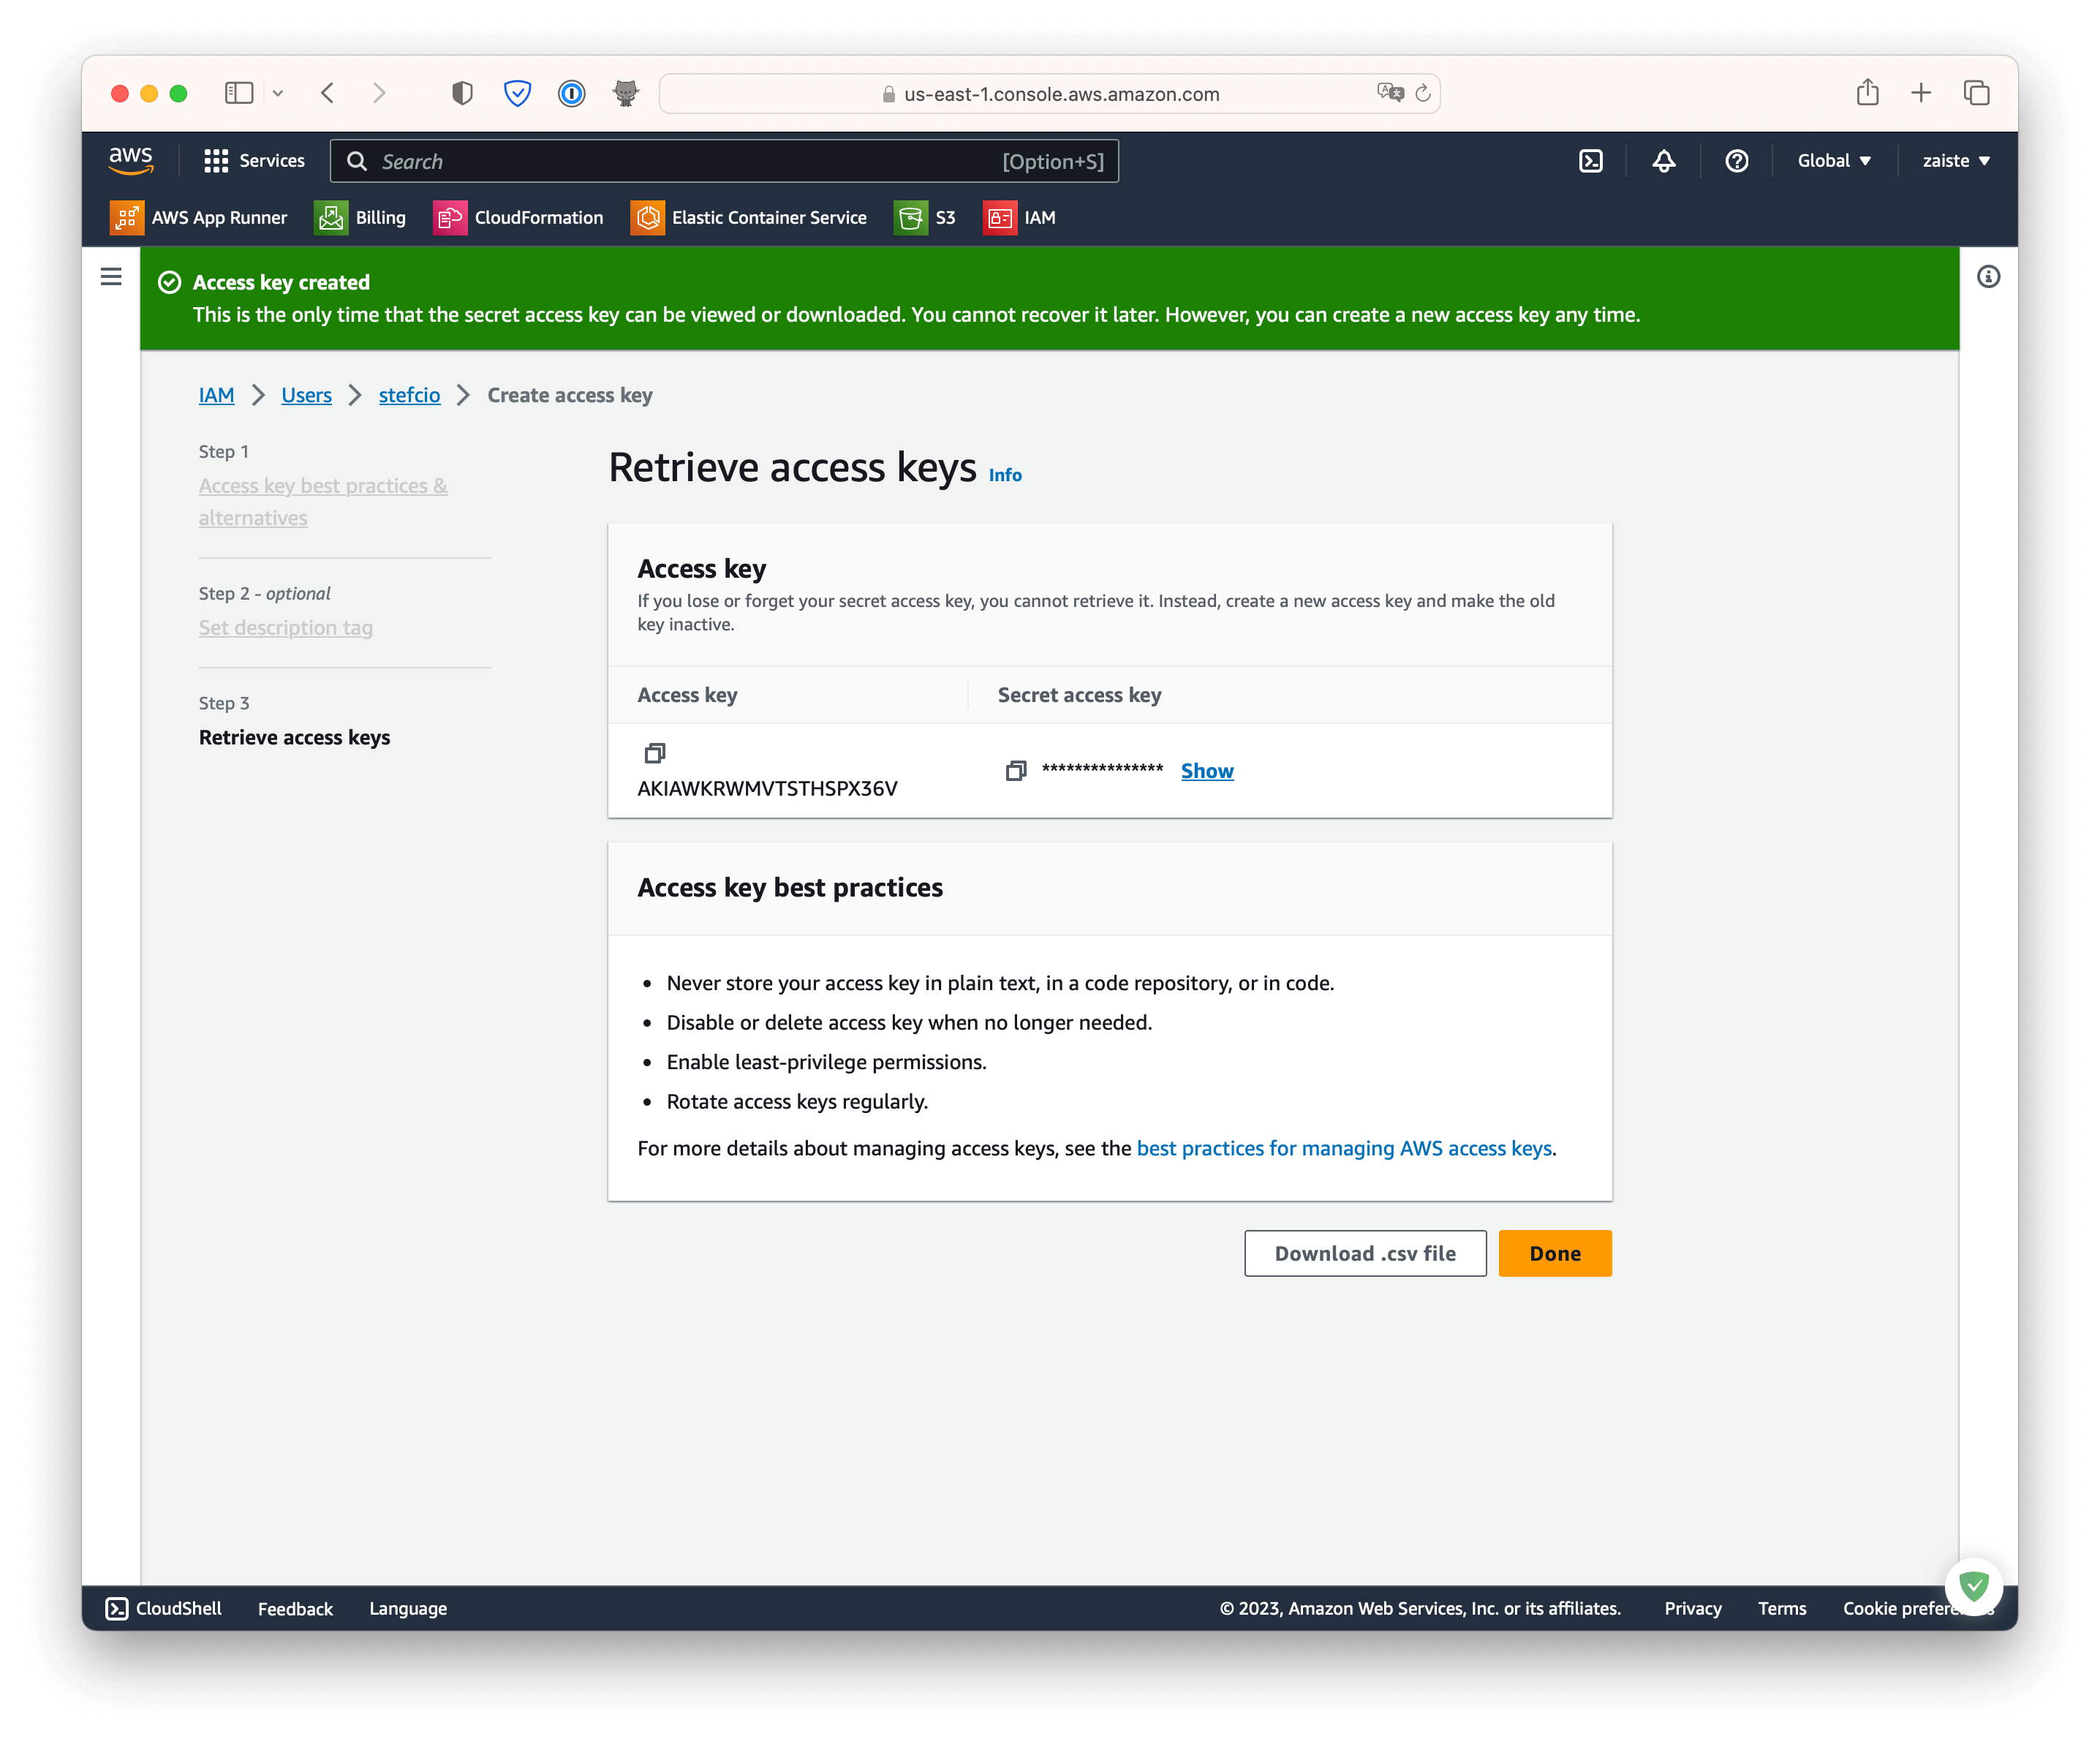 us-east-1.console.aws.amazon.com
aws
Services
Search
[Option+S]
Global
zaiste
AWS App Runner
Billing
CloudFormation
Elastic Container Service
S3
IAM
Access key created
This is the only time that the secret access key can be viewed or downloaded. You cannot recover it later. However, you can create a new access key any time.
IAM > Users > stefcio > Create access key
Step 1
Access key best practices &
alternatives
Step 2 - optional
Set description tag
Step 3
Retrieve access keys
Retrieve access keys Info
Access key
If you lose or forget your secret access key, you cannot retrieve it. Instead, create a new access key and make the old
key inactive.
Access key
Secret access key
AKIAWKRWMVTSTHSPX36V
*************** Show
Access key best practices
• Never store your access key in plain text, in a code repository, or in code.
• Disable or delete access key when no longer needed.
• Enable least-privilege permissions.
• Rotate access keys regularly.
For more details about managing access keys, see the best practices for managing AWS access keys.
Download .csv file
Done
CloudShell
Feedback
Language
© 2023, Amazon Web Services, Inc. or its affiliates.
Privacy
Terms
Cookie